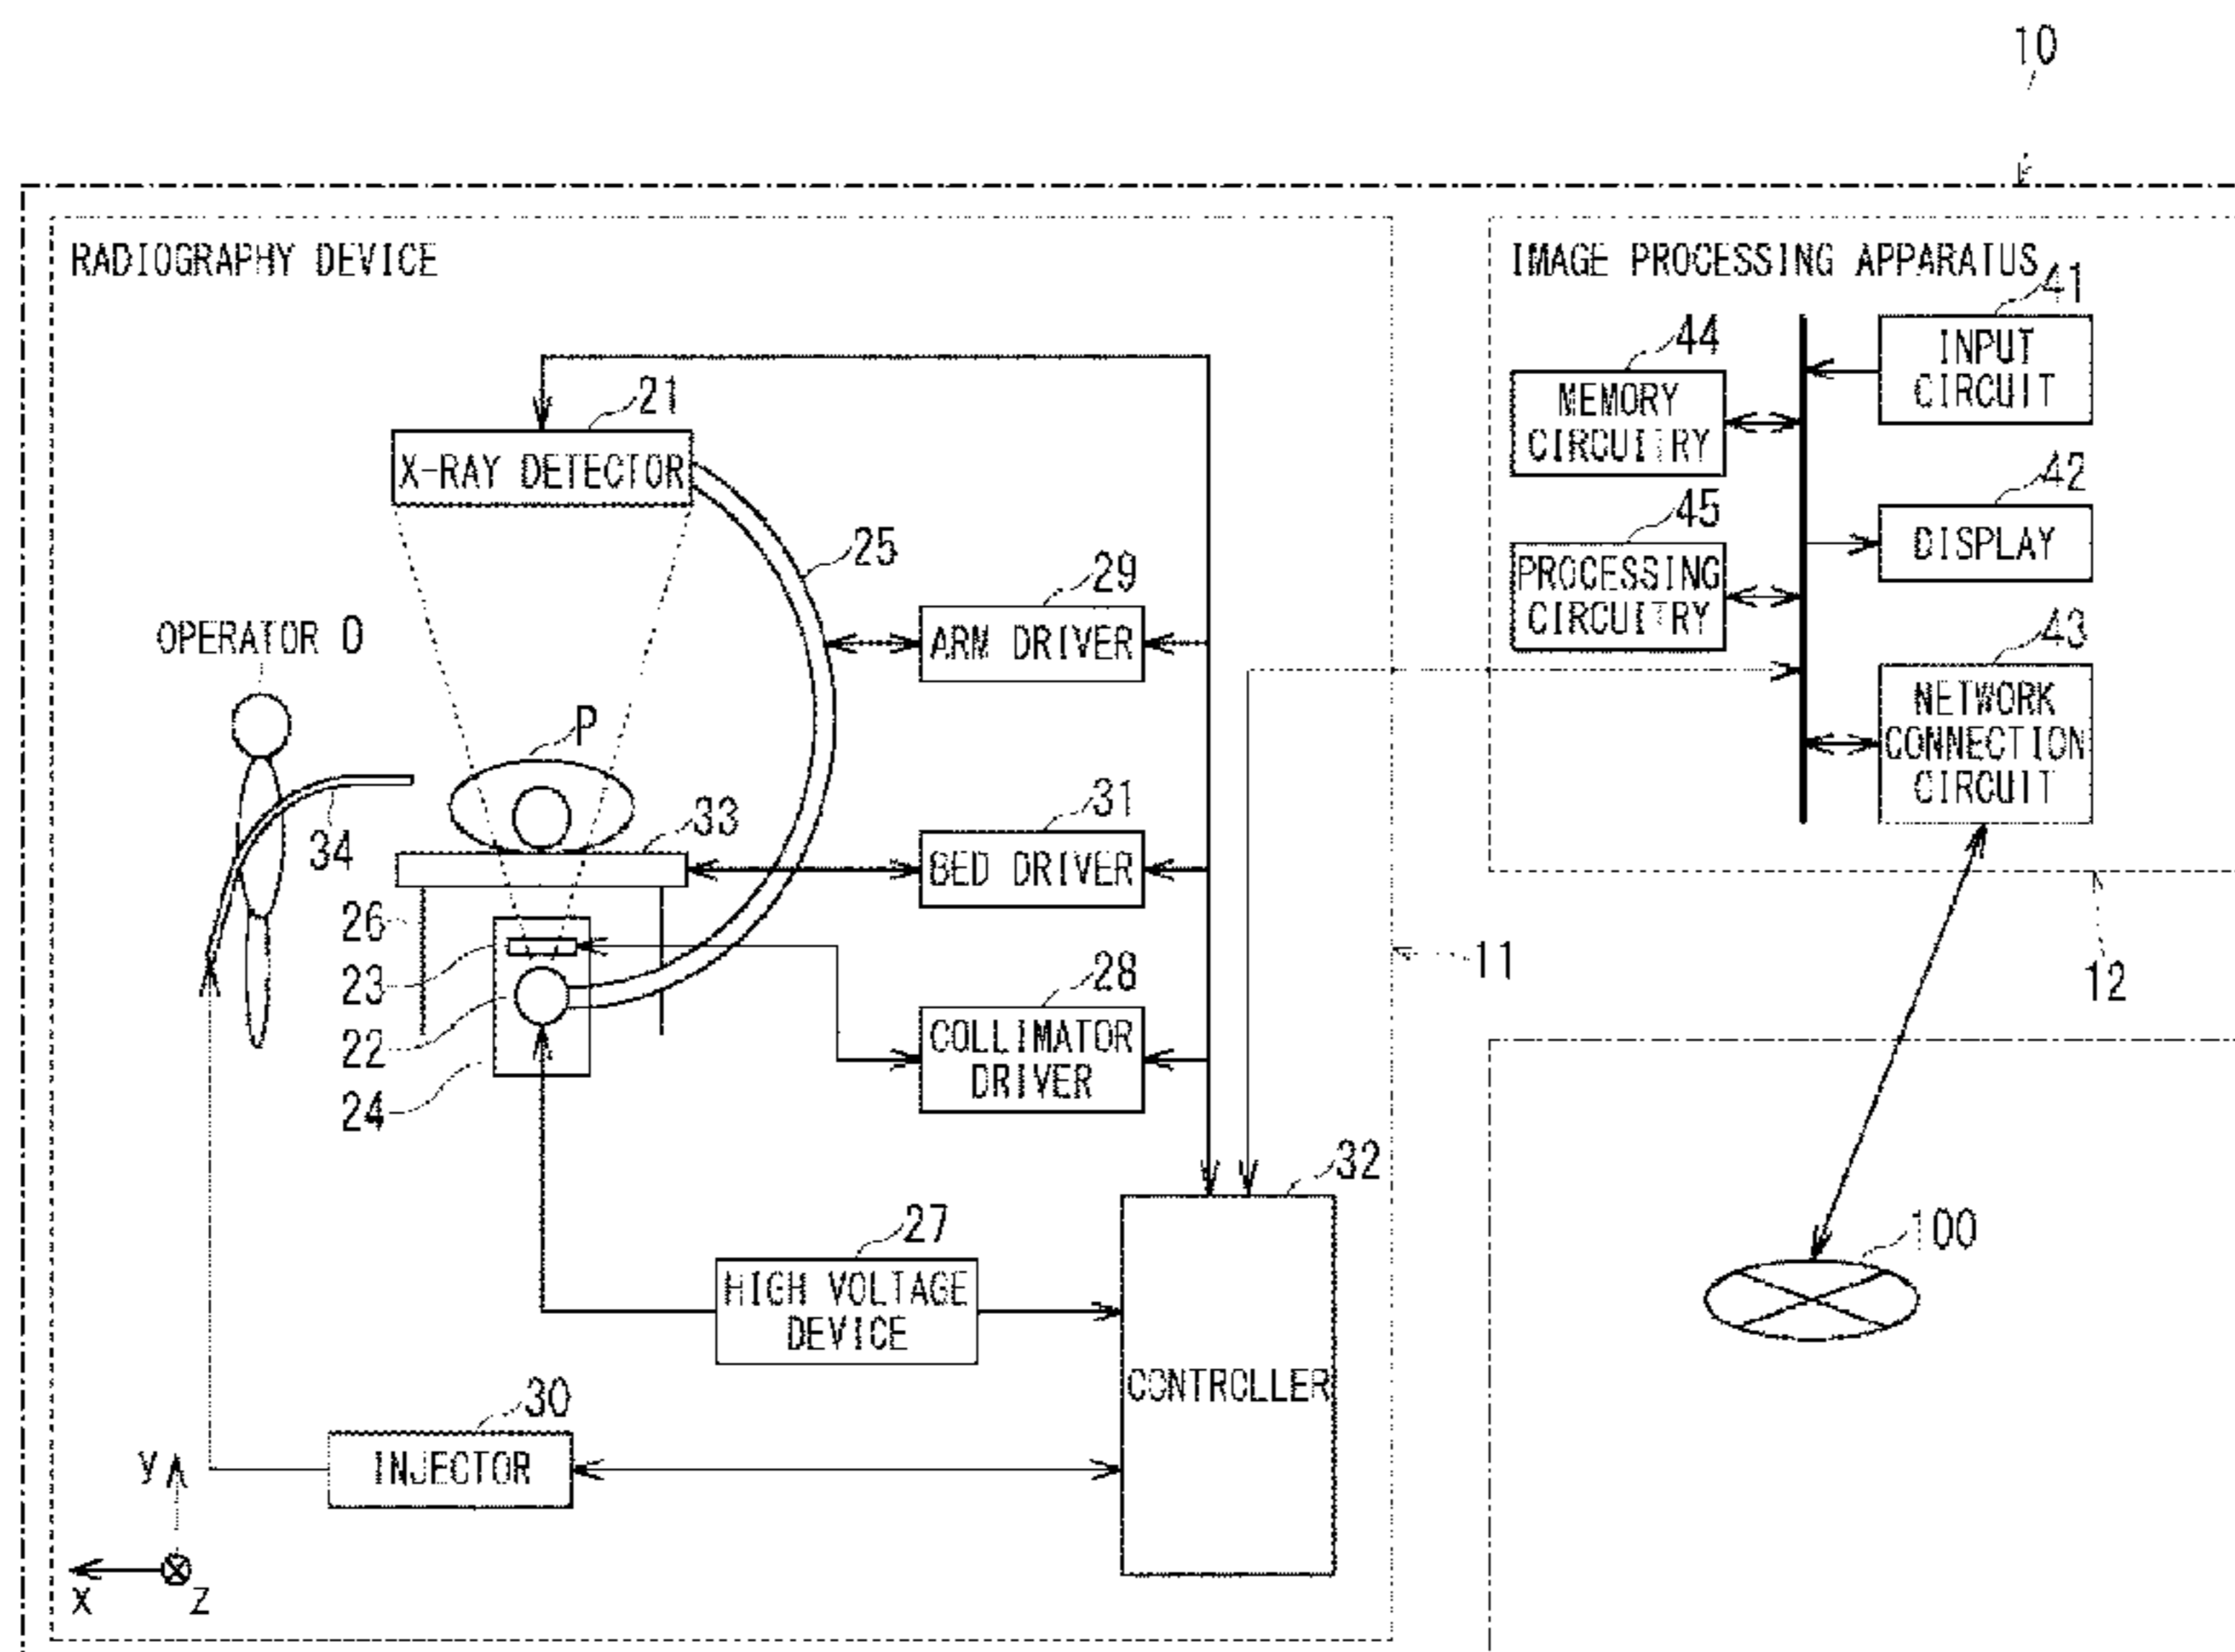 10
RADIOGRAPHY DEVICE
IMAGE PROCESSING APPARATUS
41
INPUT
CIRCUIT
44
MEMORY
CIRCUITRY
21
X-RAY DETECTOR
42
DISPLAY
45
PROCESSING
CIRCUITRY
25
29
ARM DRIVER
OPERATOR O
43
NETWORK
CONNECTION
CIRCUIT
P
34
33
31
BED DRIVER
26
23
22
24
11
12
28
COLLIMATOR
DRIVER
32
CONTROLLER
27
HIGH VOLTAGE
DEVICE
100
30
INJECTOR
y
x
z